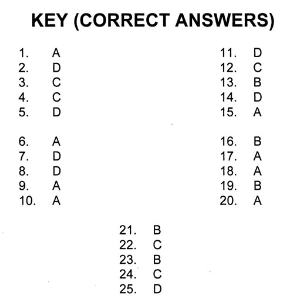 KEY (CORRECT ANSWERS)
1. A
2. D
3. C
4. C
5. D
6. A
7. D
8. D
9. A
10. A
11. D
12. C
13. B
14. D
15. A
16. B
17. A
18. A
19. B
20. A
21. B
22. C
23. B
24. C
25. D